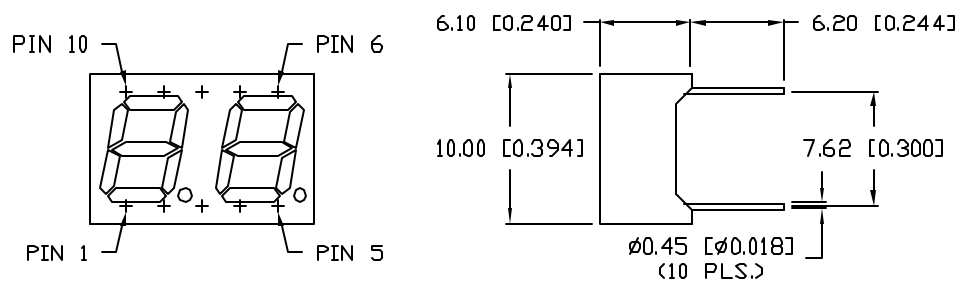 6.10 [0.240]
6.20 [0.244]
PIN 10
PIN 6
10.00 [0.394]
7.62 [0.300]
PIN 1
PIN 5
Ø0.45 [Ø0.018]
(10 PLS.)